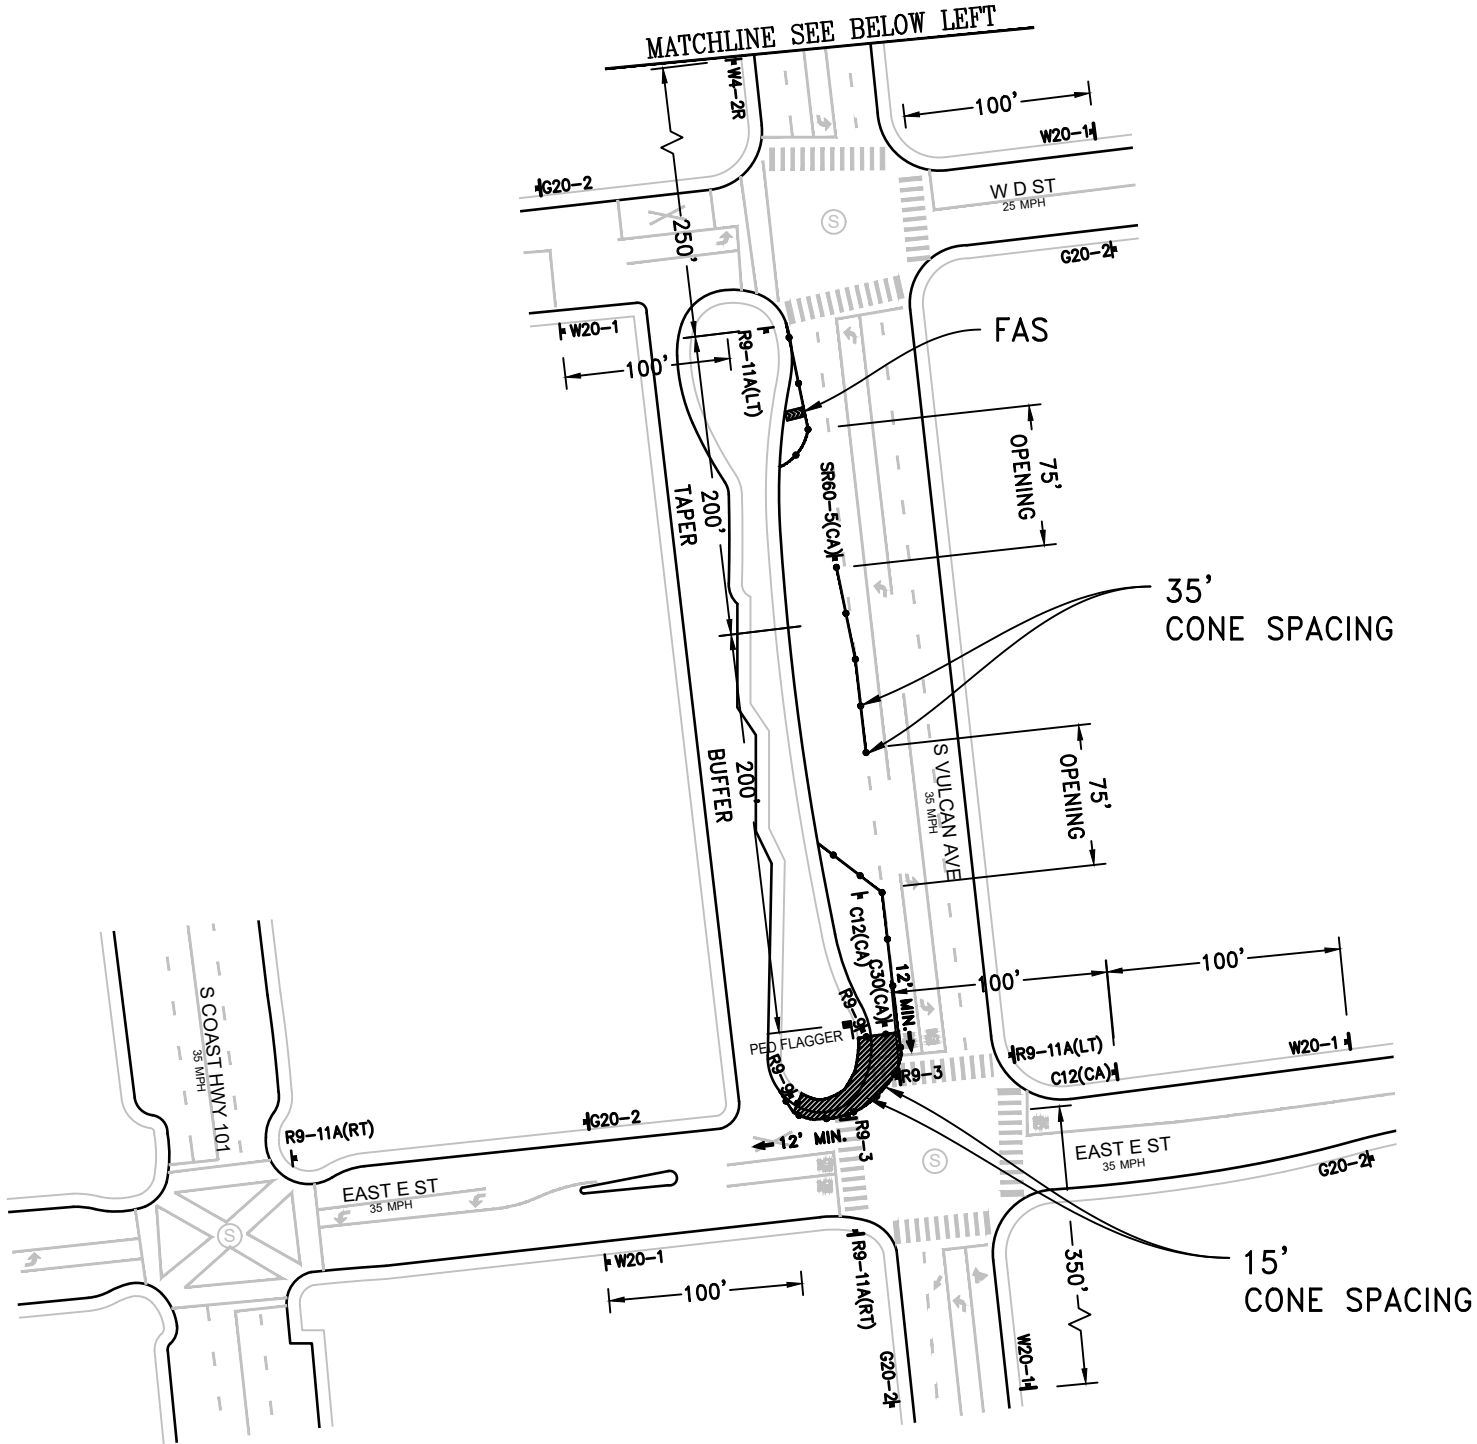 MATCHLINE SEE BELOW LEFT
W4-2R
100'
W20-1
G20-2
W D ST
25 MPH
S
250'
G20-2
W20-1
100'
R9-11A(LT)
FAS
75'
OPENING
SR60-5(CA)
200'
TAPER
35'
CONE SPACING
S VULCAN AVE
35 MPH
75'
OPENING
200'
BUFFER
C12(CA)
C30(CA)
12' MIN.
100'
100'
R9-9
PED FLAGGER
R9-9
R9-3
R9-11A(LT)
C12(CA)
W20-1
S COAST HWY 101
35 MPH
R9-11A(RT)
G20-2
12' MIN.
R9-3
EAST E ST
35 MPH
S
G20-2
EAST E ST
35 MPH
S
W20-1
100'
R9-11A(RT)
350'
15'
CONE SPACING
G20-2
W20-1